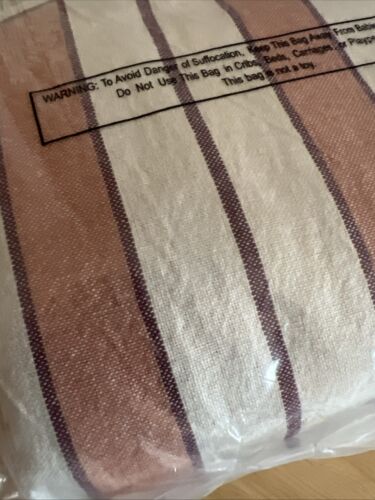 WARNING: To Avoid Danger of Suffocation, Keep This Bag Away From Babies
Do Not Use This Bag in Cribs, Beds, Carriages, or
This bag is not a toy.